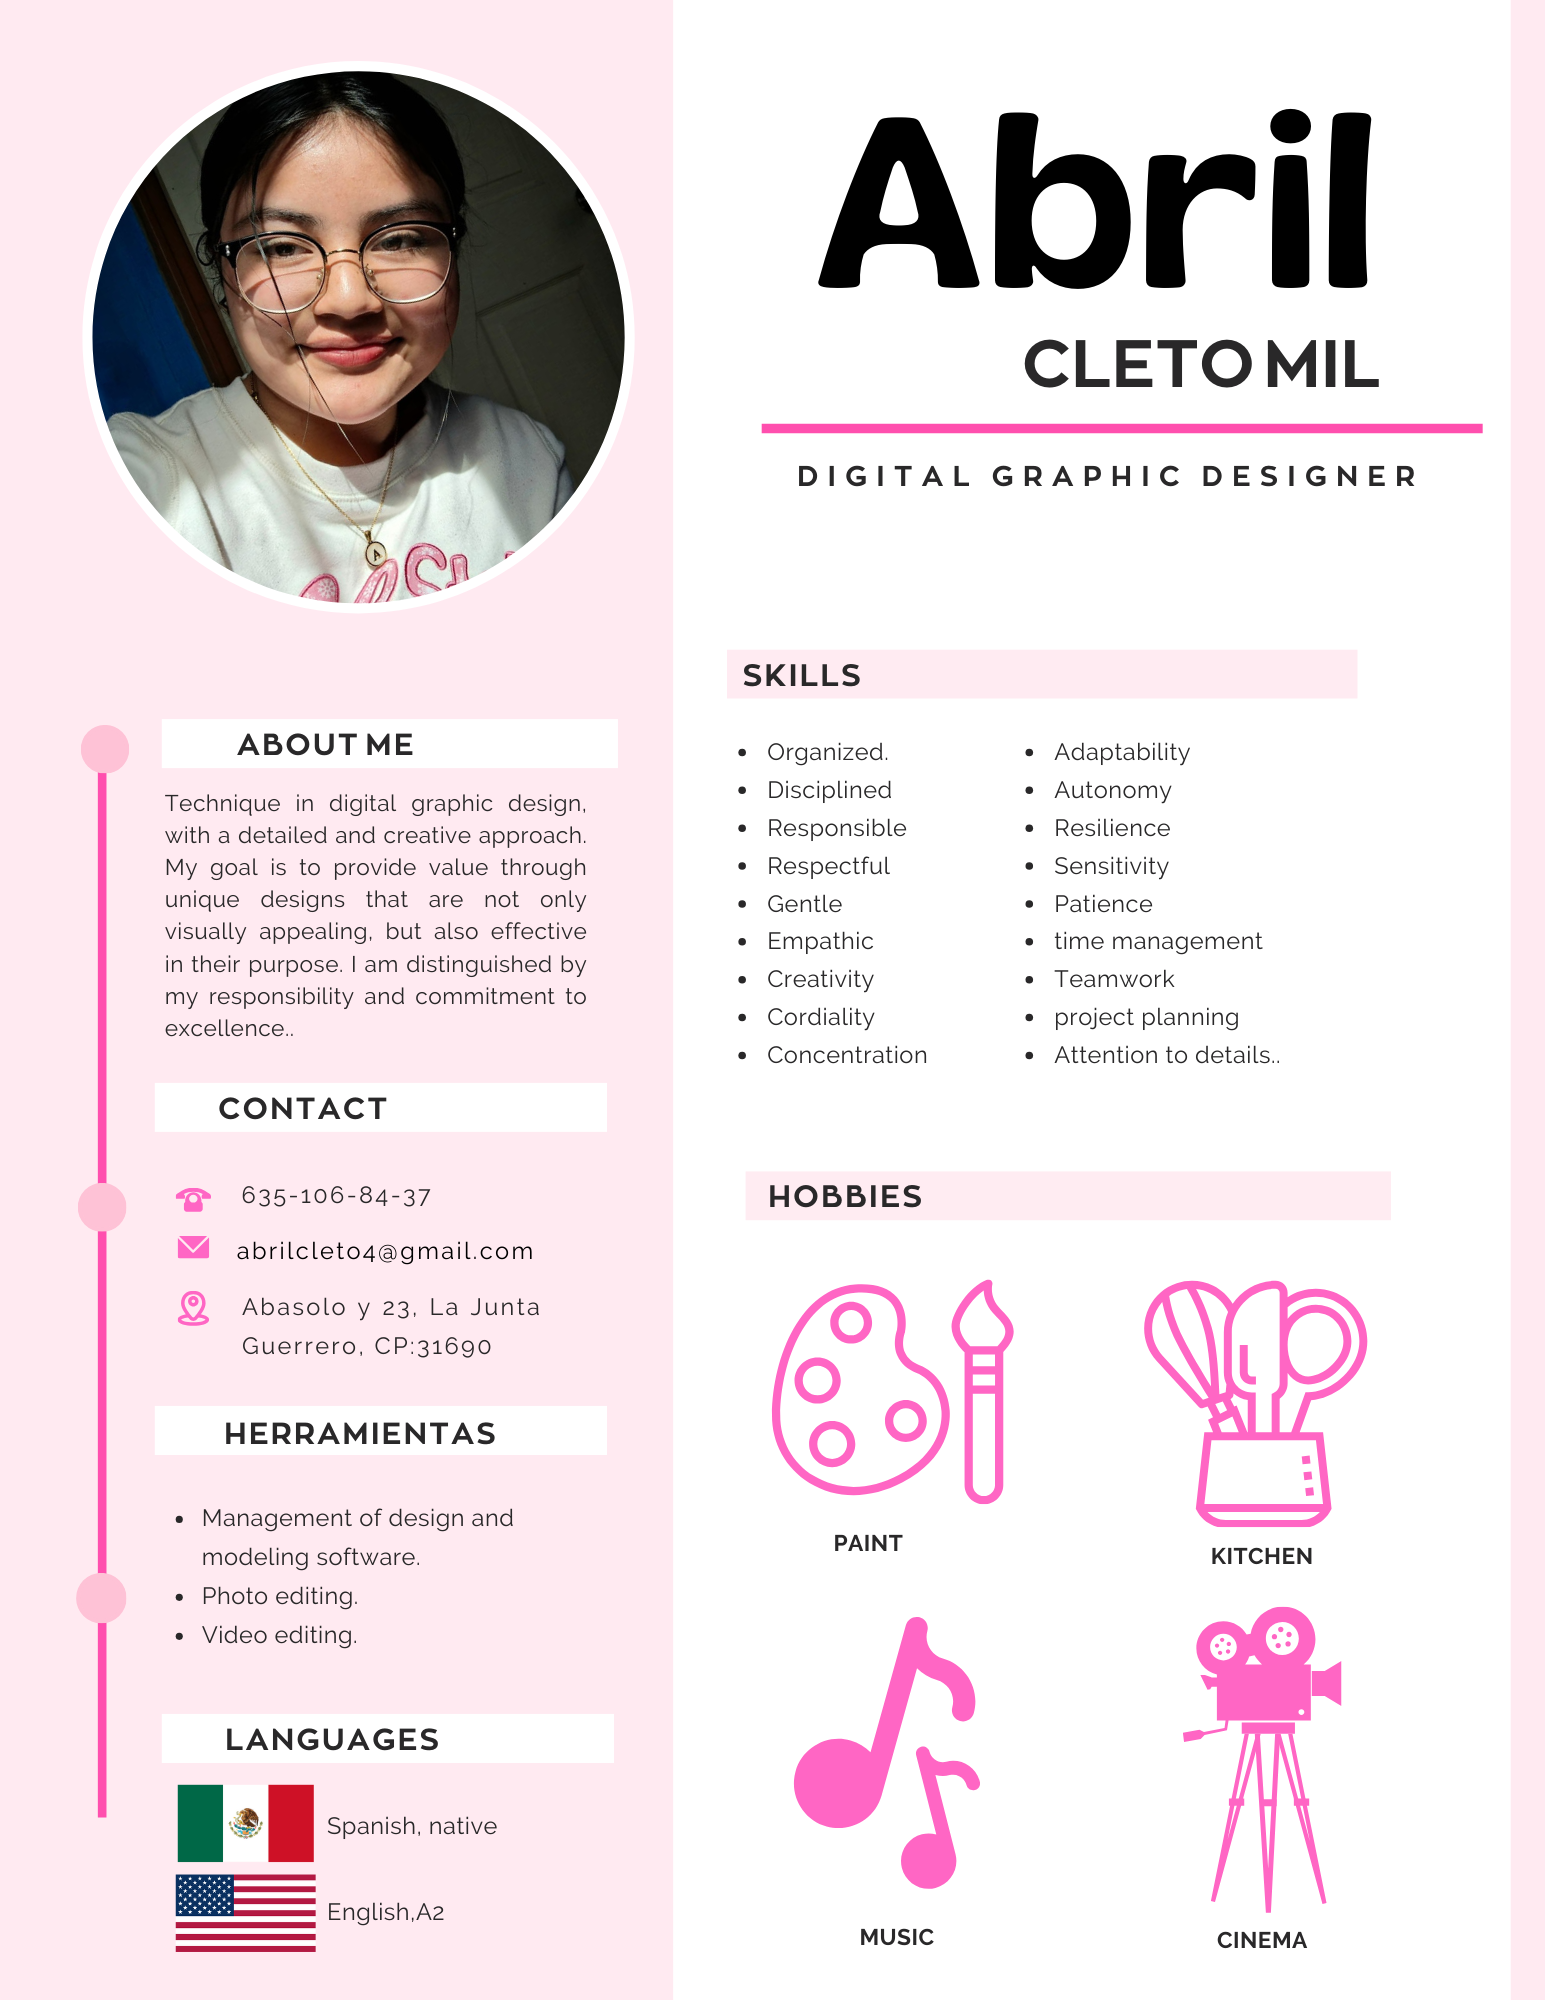 Abril
CLETO MIL
DIGITAL GRAPHIC DESIGNER
A
ABOUT ME
Technique in digital graphic design,
with a detailed and creative approach.
My goal is to provide value through
unique designs that are not only
visually appealing, but also effective
in their purpose. I am distinguished by
my responsibility and commitment to
excellence..
CONTACT
635-106-84-37
abrilcleto4@gmail.com
Abasolo y 23, La Junta
Guerrero, CP:31690
HERRAMIENTAS
• Management of design and
modeling software.
• Photo editing.
• Video editing.
LANGUAGES
Spanish, native
English,A2
SKILLS
• Organized.
• Disciplined
• Responsible
• Respectful
• Gentle
• Empathic
• Creativity
• Cordiality
• Concentration
• Adaptability
• Autonomy
• Resilience
• Sensitivity
• Patience
• time management
• Teamwork
• project planning
• Attention to details..
HOBBIES
PAINT
KITCHEN
MUSIC
CINEMA